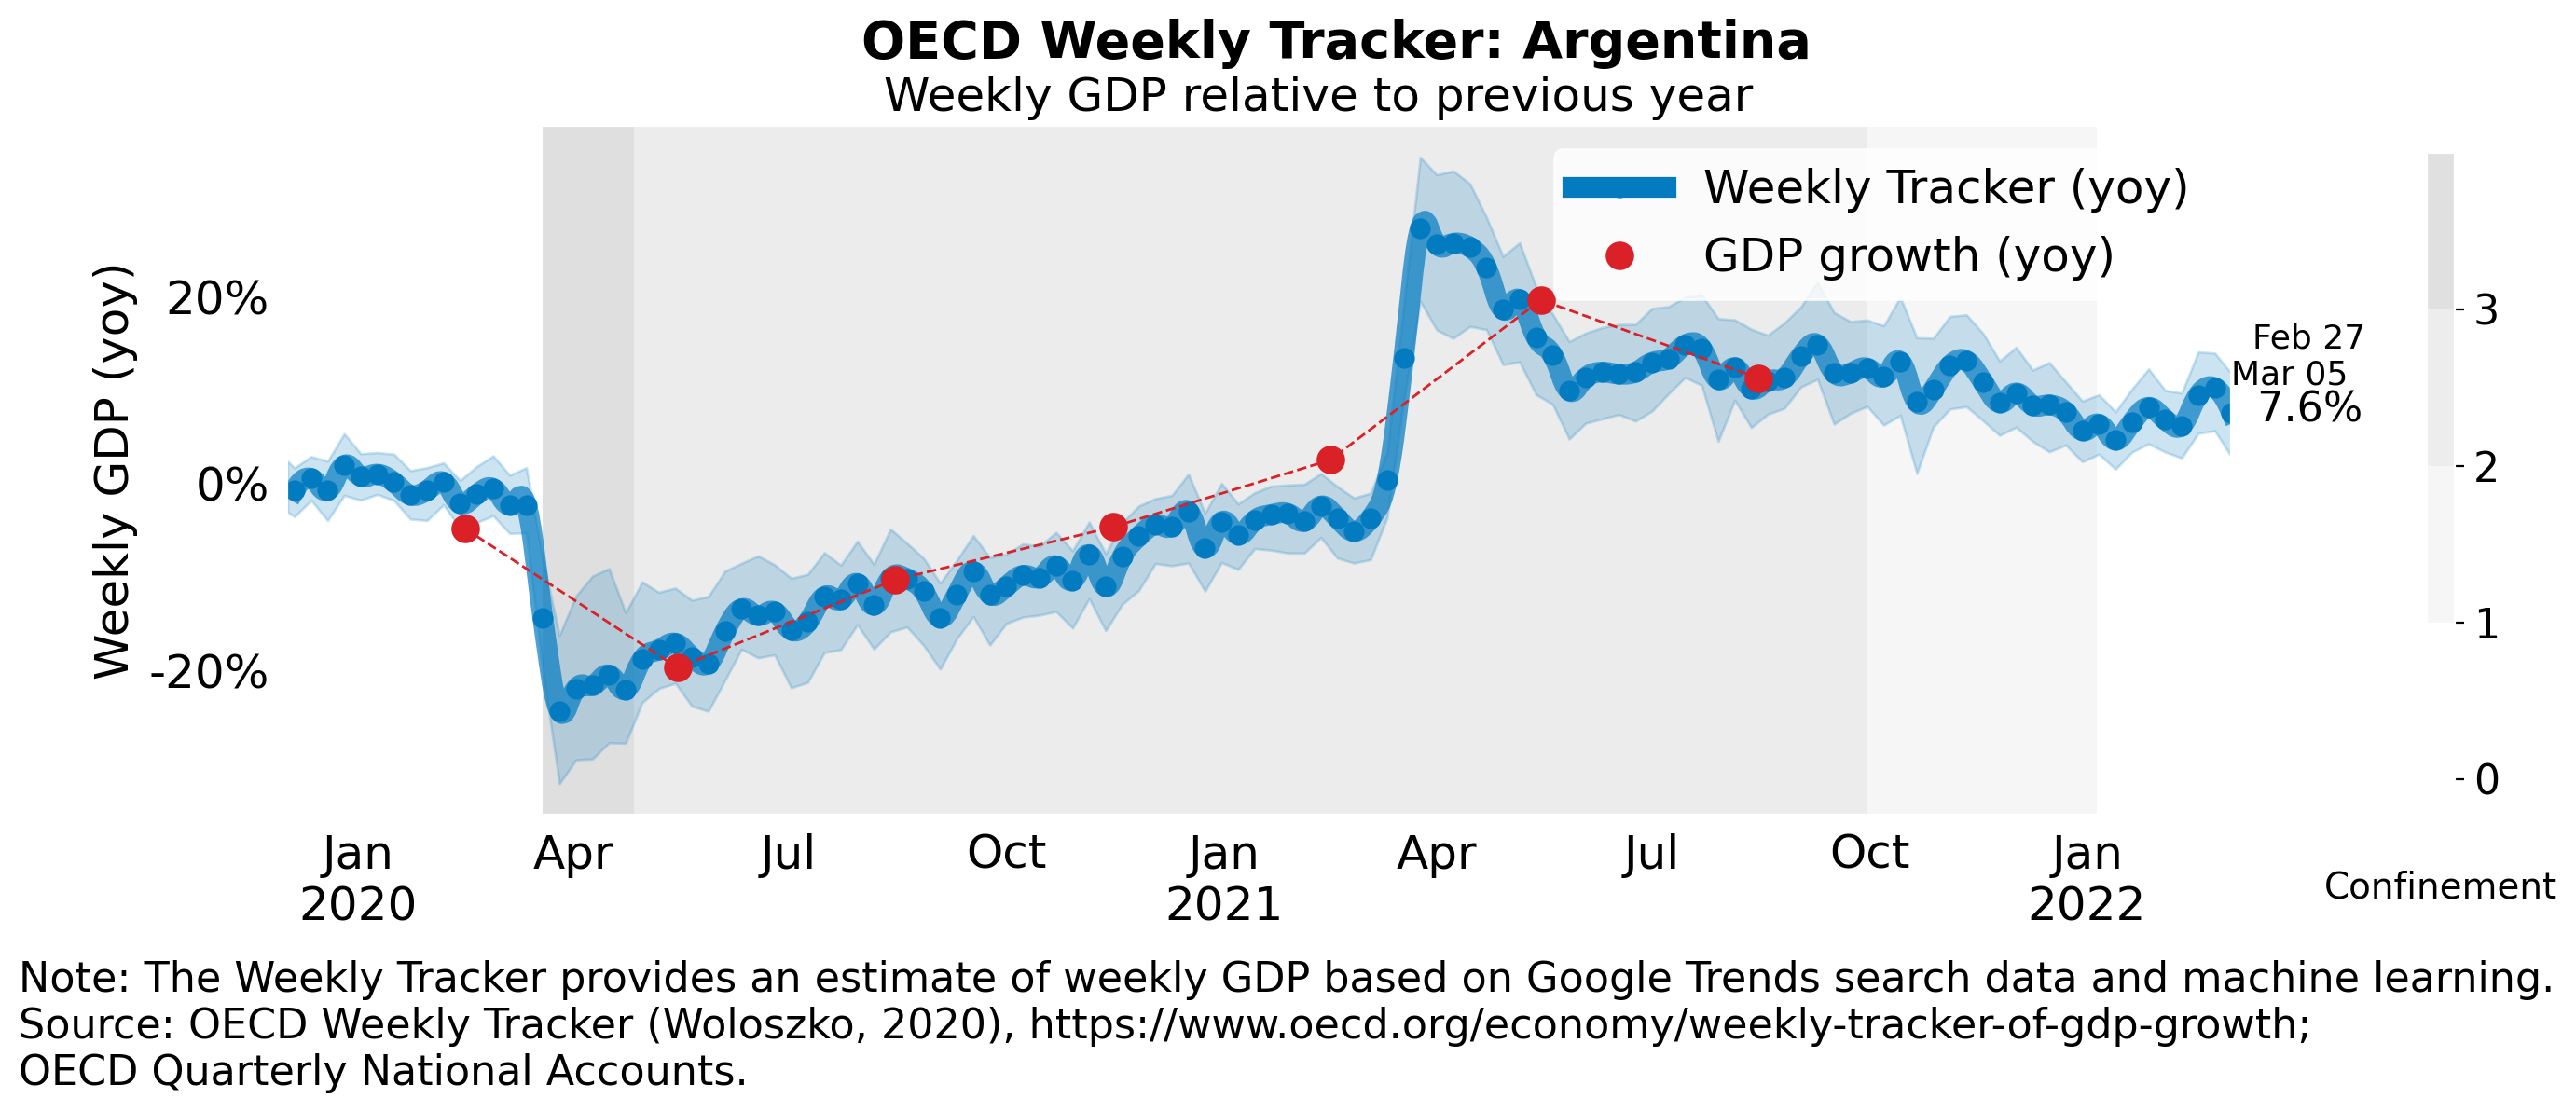 OECD Weekly Tracker: Argentina
Weekly GDP relative to previous year
Weekly Tracker (yoy)
GDP growth (yoy)
Weekly GDP (yoy)
20%
0%
-20%
Feb 27
Mar 05
7.6%
3
2
1
0
Jan
2020
Apr
Jul
Oct
Jan
2021
Apr
Jul
Oct
Jan
2022
Confinement
Note: The Weekly Tracker provides an estimate of weekly GDP based on Google Trends search data and machine learning.
Source: OECD Weekly Tracker (Woloszko, 2020), https://www.oecd.org/economy/weekly-tracker-of-gdp-growth;
OECD Quarterly National Accounts.